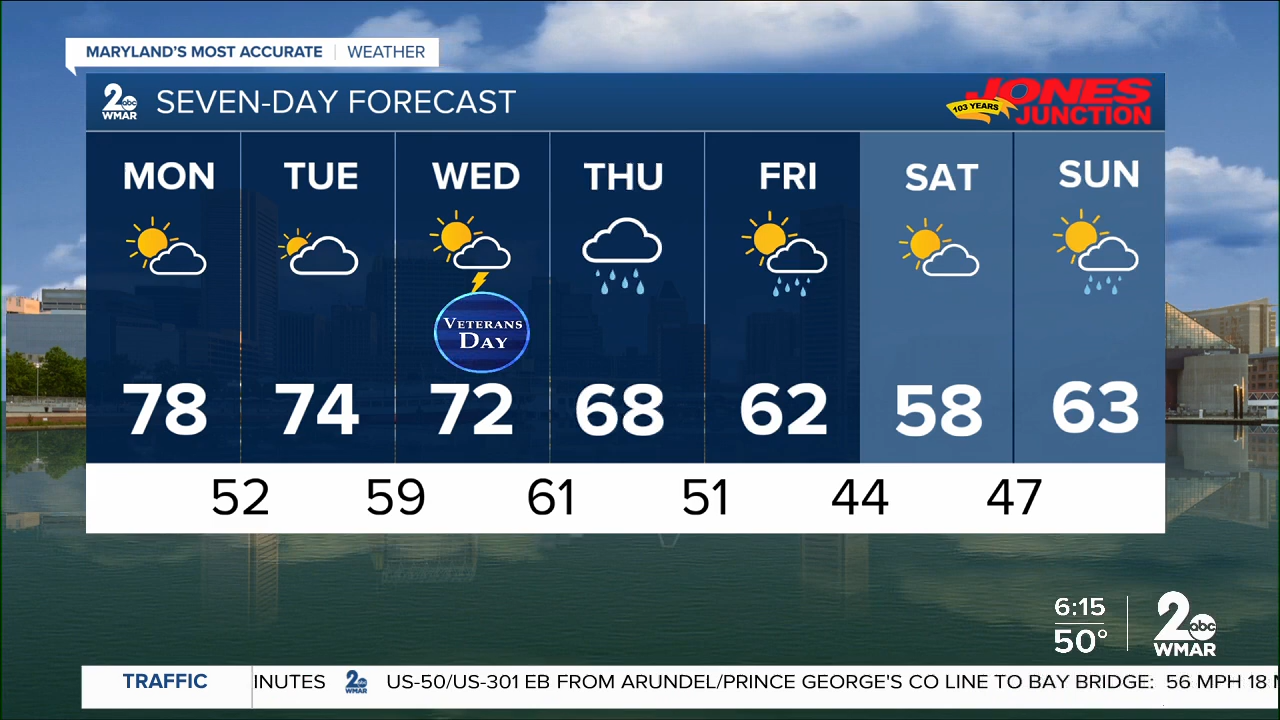 MARYLAND'S MOST ACCURATE | WEATHER
2 abc WMAR SEVEN-DAY FORECAST
103 YEARS JONES JUNCTION
MON TUE WED THU FRI SAT SUN
VETERANS
DAY
78 74 72 68 62 58 63
52 59 61 51 44 47
6:15
50°
2 abc
WMAR
TRAFFIC INUTES 2 abc WMAR US-50/US-301 EB FROM ARUNDEL/PRINCE GEORGE'S CO LINE TO BAY BRIDGE: 56 MPH 18